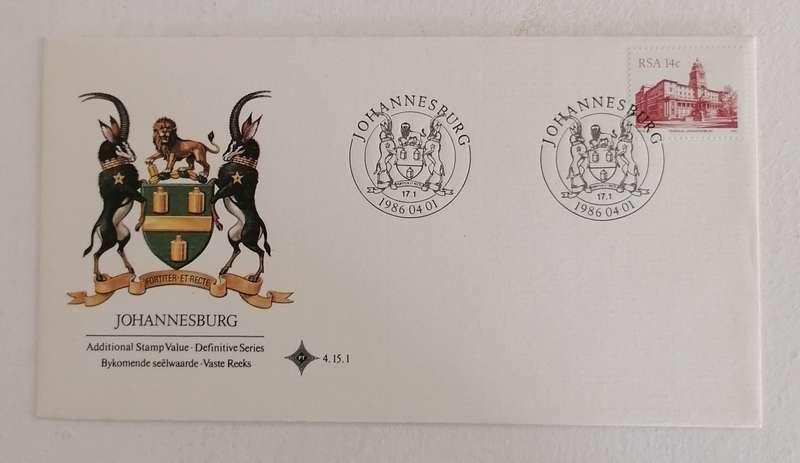 RSA 14c
JOHANNESBURG
17.1
1986·04·01
JOHANNESBURG
17.1
1986·04·01
FORTITER·ET·RECTE
JOHANNESBURG
Additional Stamp Value · Definitive Series
Bykomende seëlwaarde · Vaste Reeks
4.15.1